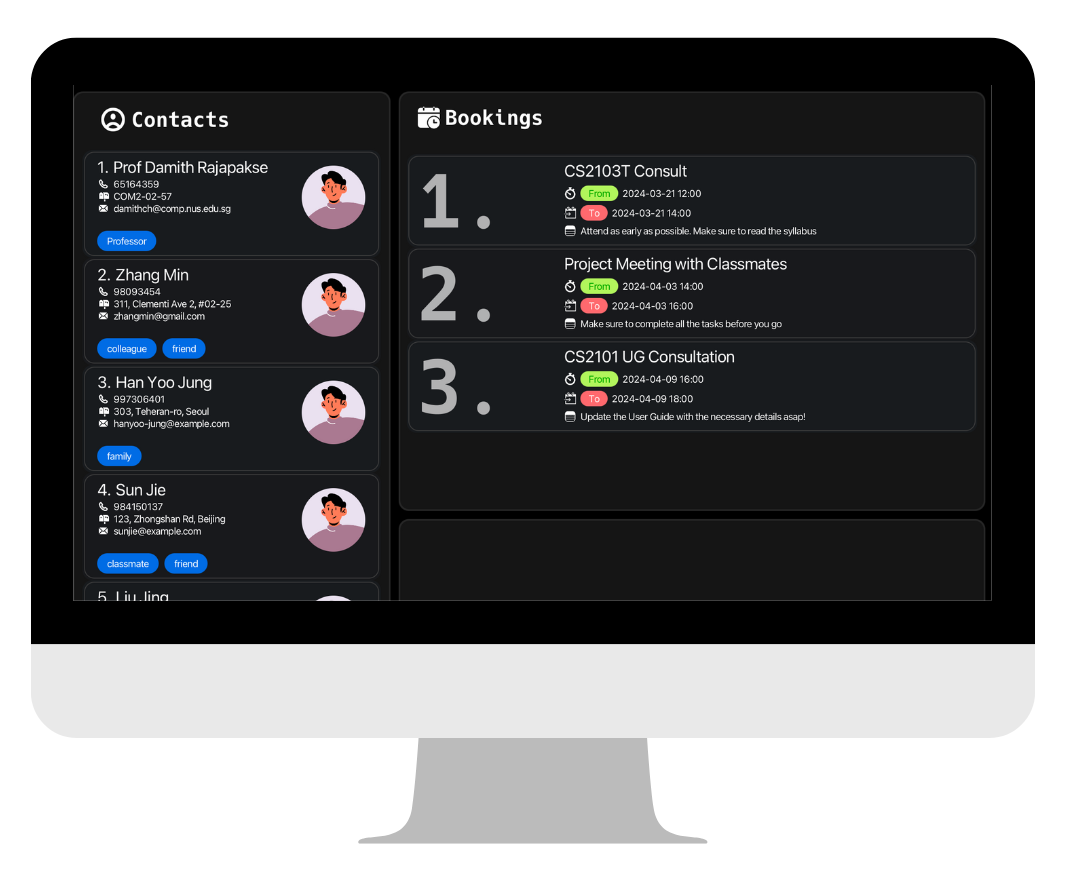 Contacts
1. Prof Damith Rajapakse
65164359
COM2-02-57
damithch@comp.nus.edu.sg
Professor
2. Zhang Min
98093454
311, Clementi Ave 2, #02-25
zhangmin@gmail.com
colleague friend
3. Han Yoo Jung
997306401
303, Teheran-ro, Seoul
hanyoo-jung@example.com
family
4. Sun Jie
984150137
123, Zhongshan Rd, Beijing
sunjie@example.com
classmate friend
5. Liu Jing
Bookings
1.
CS2103T Consult
From 2024-03-21 12:00
To 2024-03-21 14:00
Attend as early as possible. Make sure to read the syllabus
2.
Project Meeting with Classmates
From 2024-04-03 14:00
To 2024-04-03 16:00
Make sure to complete all the tasks before you go
3.
CS2101 UG Consultation
From 2024-04-09 16:00
To 2024-04-09 18:00
Update the User Guide with the necessary details asap!